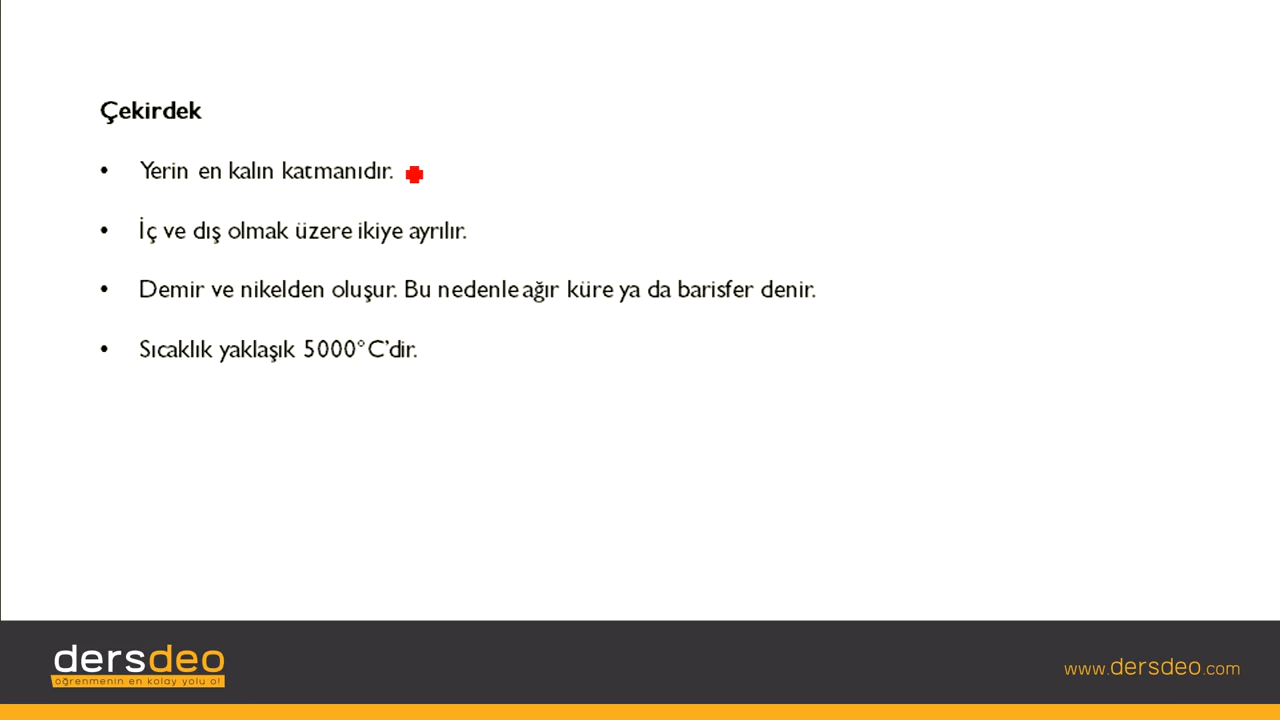 Çekirdek
• Yerin en kalın katmanıdır.
• İç ve dış olmak üzere ikiye ayrılır.
• Demir ve nikelden oluşur. Bu nedenle ağır küre ya da barisfer denir.
• Sıcaklık yaklaşık 5000°C'dir.
dersdeo
öğrenmenin en kolay yolu o!
www.dersdeo.com